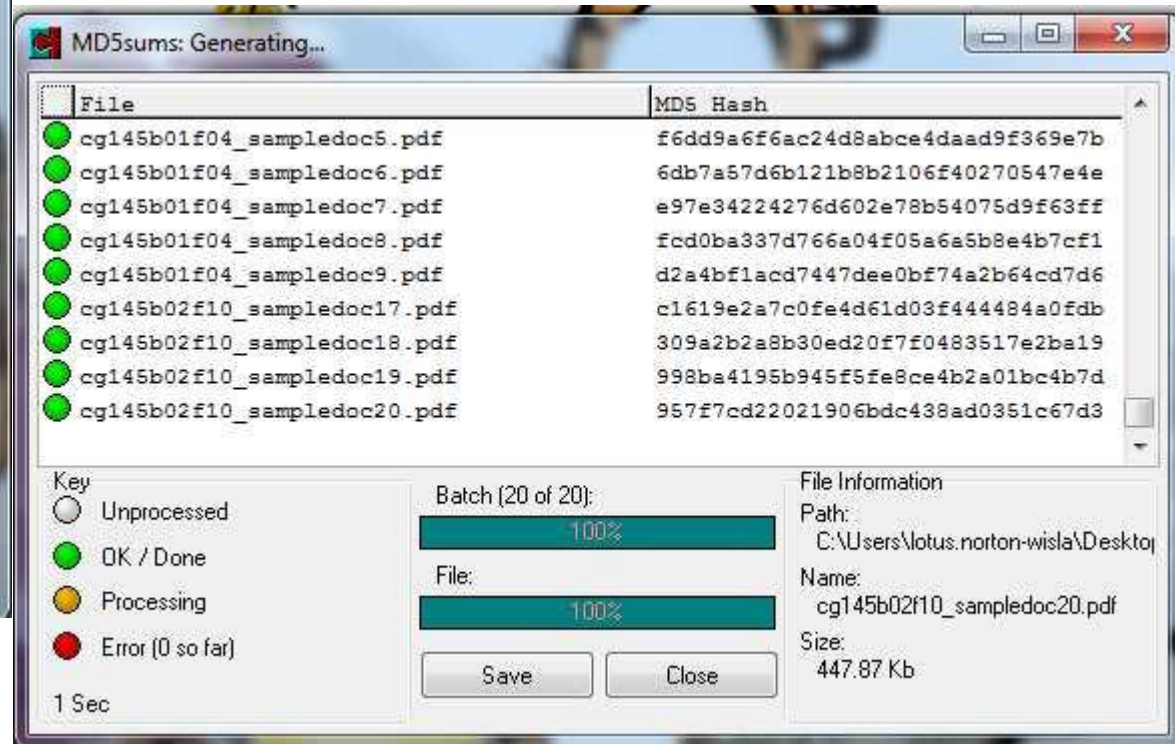 MD5sums: Generating...
File MD5 Hash
cg145b01f04_sampledoc5.pdf f6dd9a6f6ac24d8abce4daad9f369e7b
cg145b01f04_sampledoc6.pdf 6db7a57d6b121b8b2106f40270547e4e
cg145b01f04_sampledoc7.pdf e97e34224276d602e78b54075d9f63ff
cg145b01f04_sampledoc8.pdf fcd0ba337d766a04f05a6a5b8e4b7cf1
cg145b01f04_sampledoc9.pdf d2a4bf1acd7447dee0bf74a2b64cd7d6
cg145b02f10_sampledoc17.pdf c1619e2a7c0fe4d61d03f444484a0fdb
cg145b02f10_sampledoc18.pdf 309a2b2a8b30ed20f7f0483517e2ba19
cg145b02f10_sampledoc19.pdf 998ba4195b945f5fe8ce4b2a01bc4b7d
cg145b02f10_sampledoc20.pdf 957f7cd22021906bdc438ad0351c67d3
Key
Unprocessed
OK / Done
Processing
Error (0 so far)
1 Sec
Batch (20 of 20):
100%
File:
100%
Save Close
File Information
Path:
C:\Users\lotus.norton-wisla\Desktop
Name:
cg145b02f10_sampledoc20.pdf
Size:
447.87 Kb